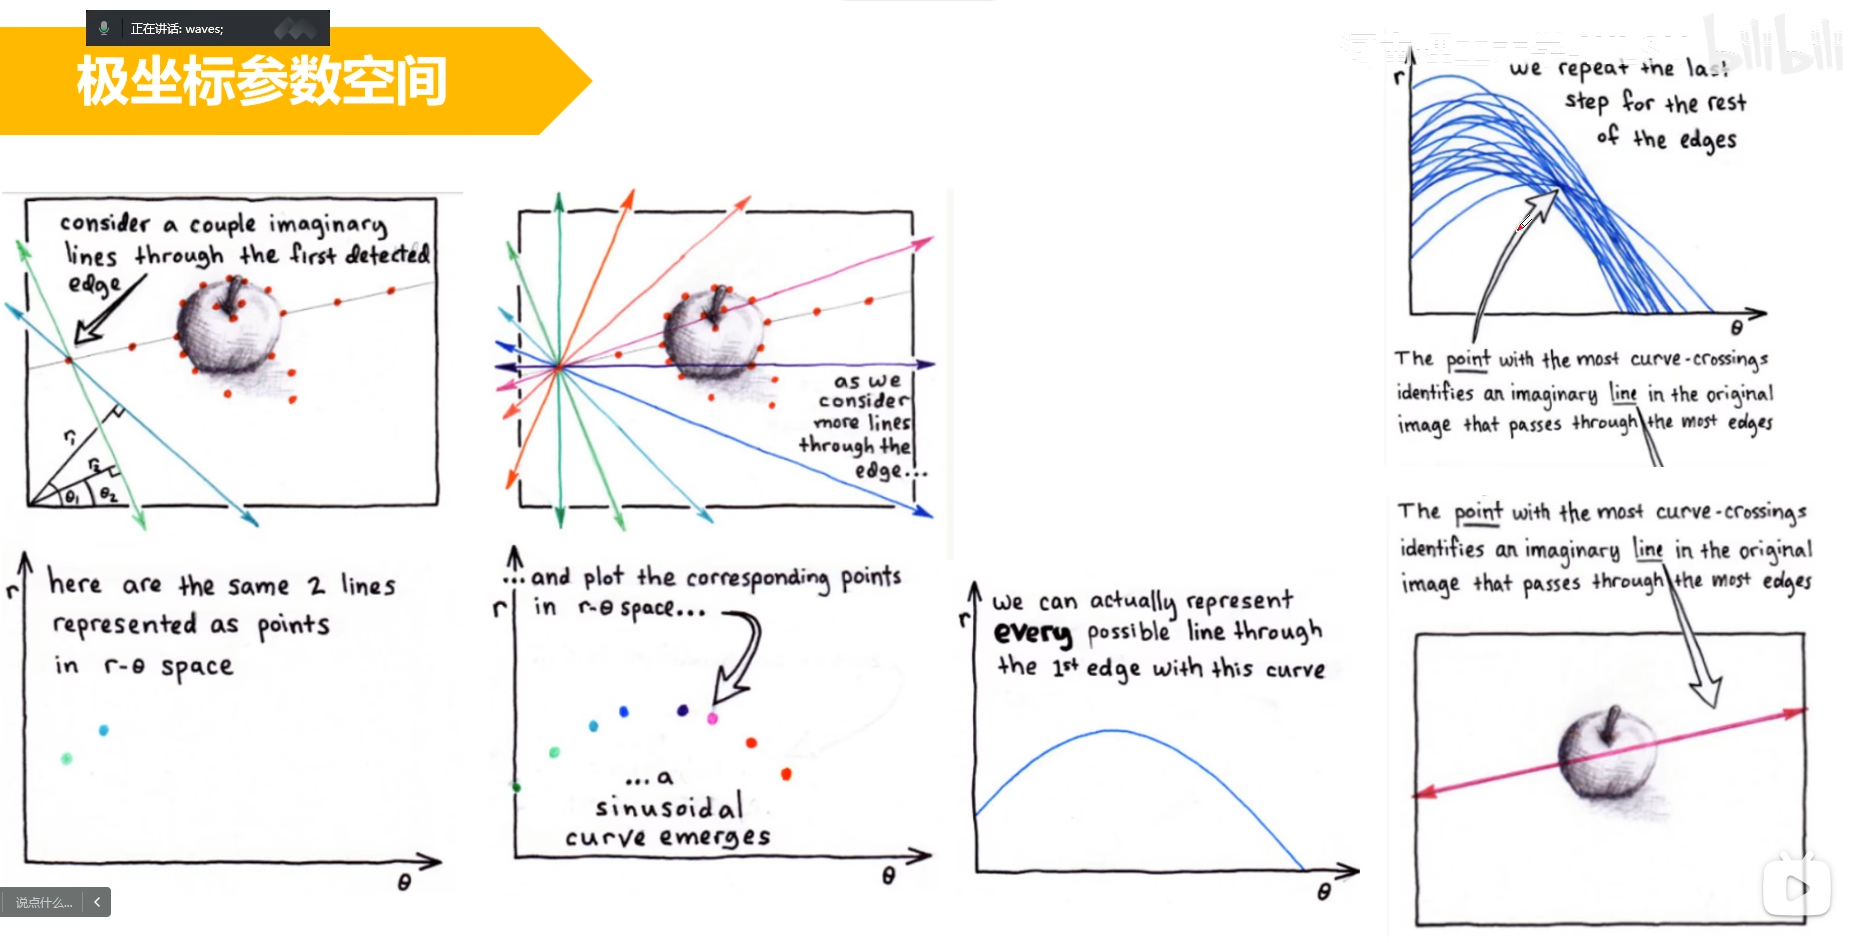 正在讲话: waves;
极坐标参数空间
consider a couple imaginary
lines through the first detected
edge
r₁
r₂
θ₁
θ₂
as we
consider
more lines
through the
edge...
r
here are the same 2 lines
represented as points
in r-θ space
θ
...and plot the corresponding points
in r-θ space...
r
...a
sinusoidal
curve emerges
θ
r
we can actually represent
every possible line through
the 1st edge with this curve
θ
bilibili
r
we repeat the last
step for the rest
of the edges
θ
The point with the most curve-crossings
identifies an imaginary line in the original
image that passes through the most edges
The point with the most curve-crossings
identifies an imaginary line in the original
image that passes through the most edges
说点什么...